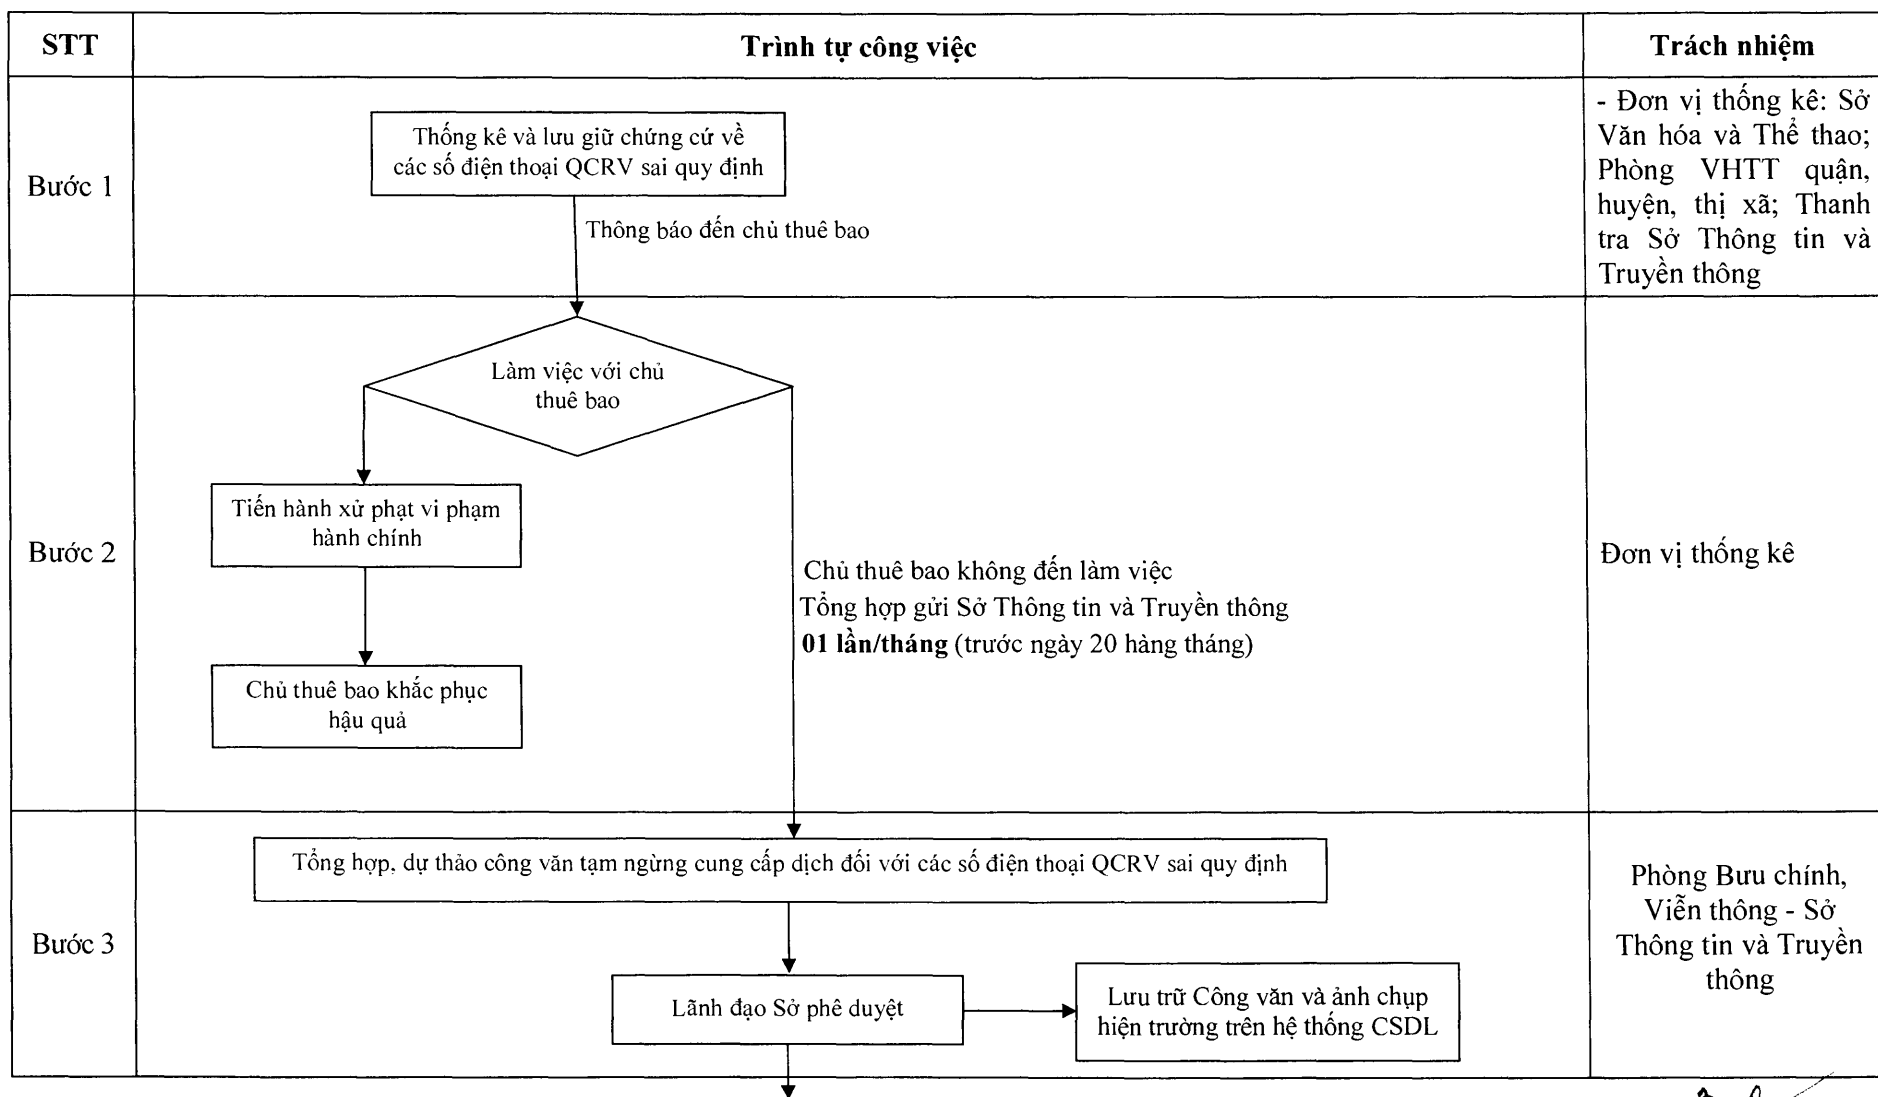 STT
Trình tự công việc
Trách nhiệm
Bước 1
Thống kê và lưu giữ chứng cứ về
các số điện thoại QCRV sai quy định
Thông báo đến chủ thuê bao
- Đơn vị thống kê: Sở
Văn hóa và Thể thao;
Phòng VHTT quận,
huyện, thị xã; Thanh
tra Sở Thông tin và
Truyền thông
Bước 2
Làm việc với chủ
thuê bao
Tiến hành xử phạt vi phạm
hành chính
Chủ thuê bao khắc phục
hậu quả
Chủ thuê bao không đến làm việc
Tổng hợp gửi Sở Thông tin và Truyền thông
01 lần/tháng (trước ngày 20 hàng tháng)
Đơn vị thống kê
Bước 3
Tổng hợp, dự thảo công văn tạm ngừng cung cấp dịch đối với các số điện thoại QCRV sai quy định
Lãnh đạo Sở phê duyệt
Lưu trữ Công văn và ảnh chụp
hiện trường trên hệ thống CSDL
Phòng Bưu chính,
Viễn thông - Sở
Thông tin và Truyền
thông